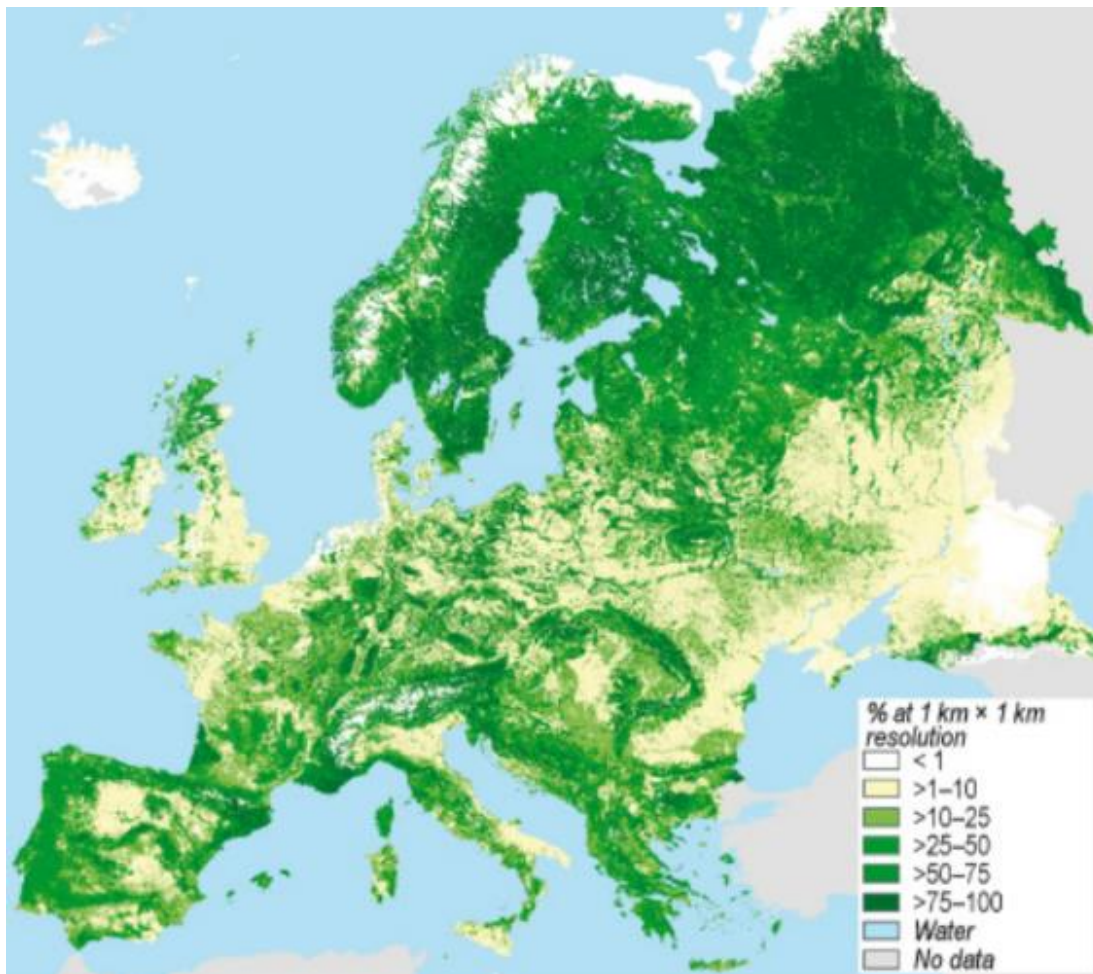 % at 1 km × 1 km
resolution
< 1
>1–10
>10–25
>25–50
>50–75
>75–100
Water
No data